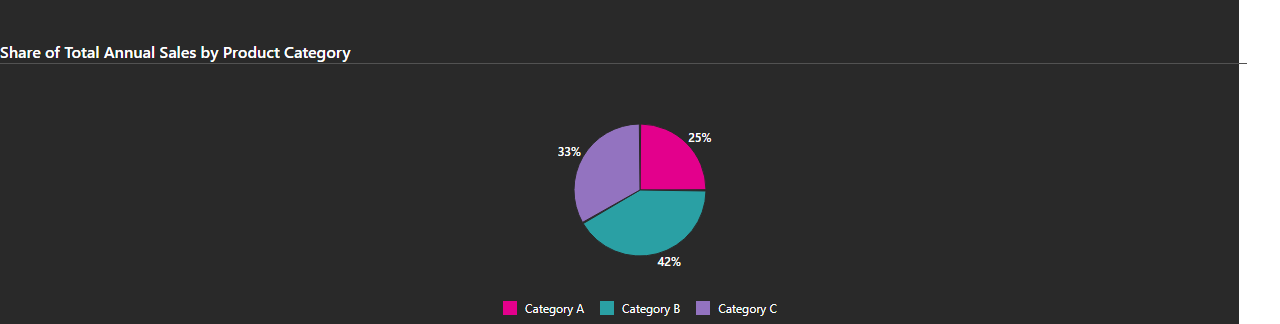 Share of Total Annual Sales by Product Category
25%
33%
42%
Category A Category B Category C